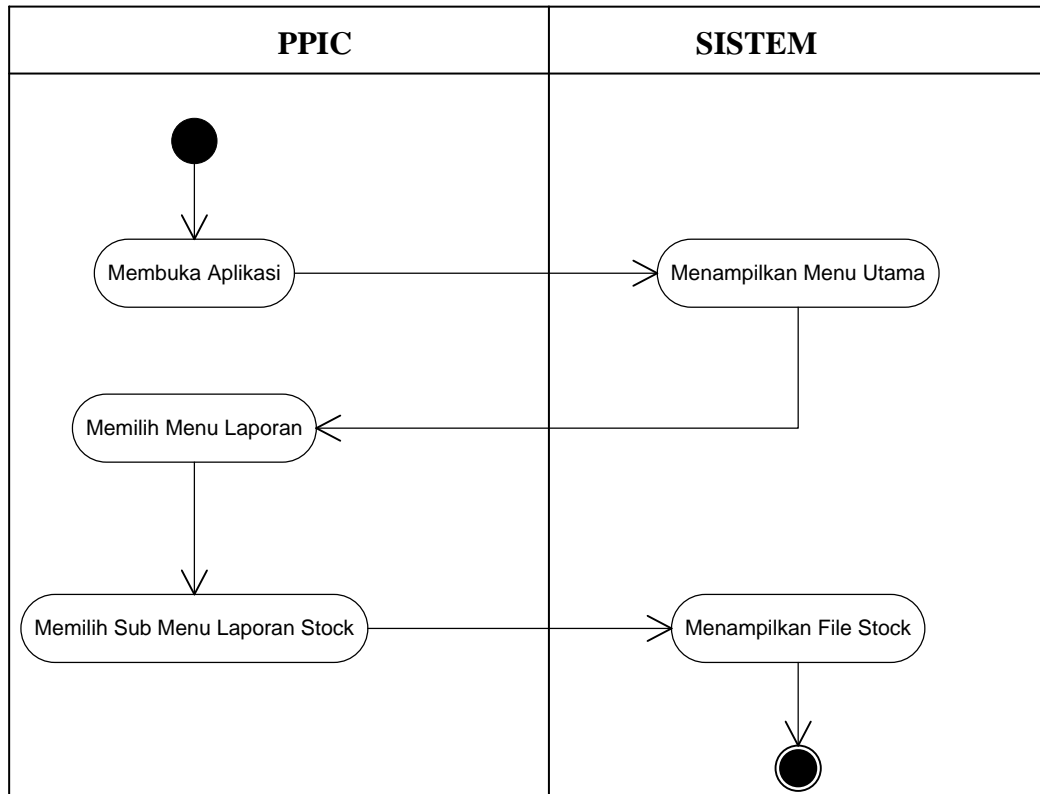 PPIC
SISTEM
Membuka Aplikasi
Menampilkan Menu Utama
Memilih Menu Laporan
Memilih Sub Menu Laporan Stock
Menampilkan File Stock